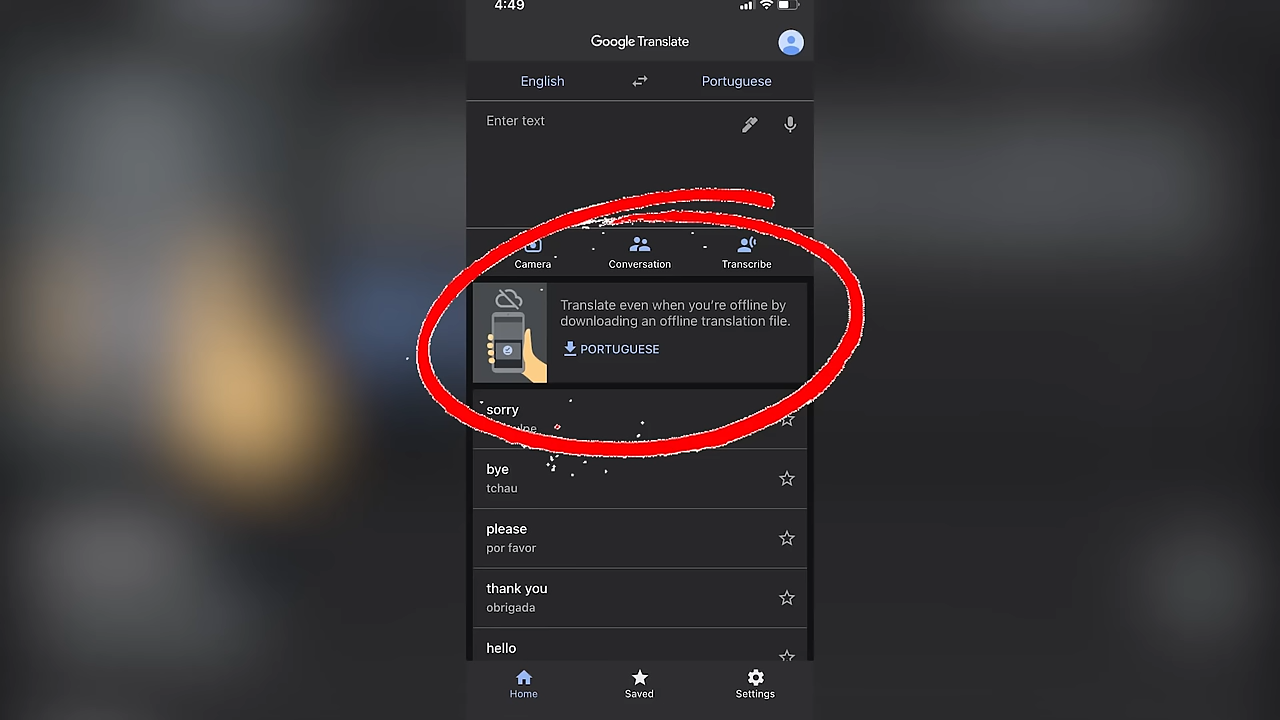 4:49
Google Translate
English
Portuguese
Enter text
Camera
Conversation
Transcribe
Translate even when you're offline by
downloading an offline translation file.
PORTUGUESE
sorry
bye
tchau
please
por favor
thank you
obrigada
hello
Home
Saved
Settings